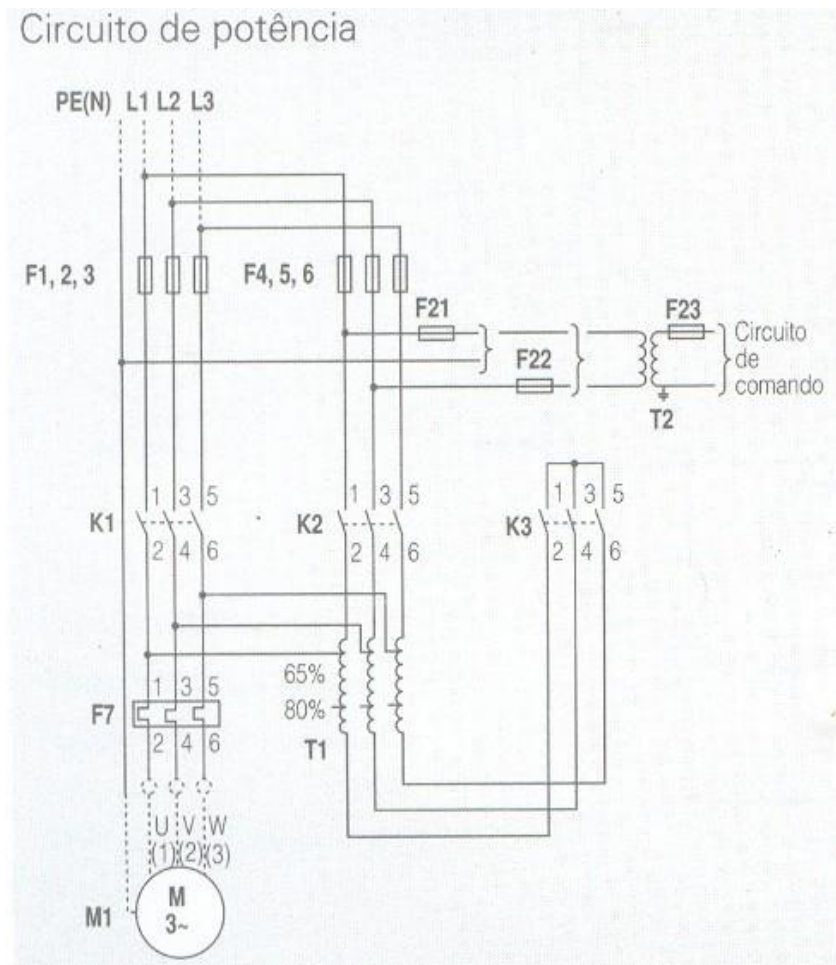 Circuito de potência
PE(N) L1 L2 L3
F1, 2, 3
F4, 5, 6
F21
F22
F23
Circuito
de
comando
T2
K1
1 3 5
2 4 6
K2
1 3 5
2 4 6
K3
1 3 5
2 4 6
65%
80%
T1
F7
1 3 5
2 4 6
U V W
(1) (2) (3)
M1
M
3~